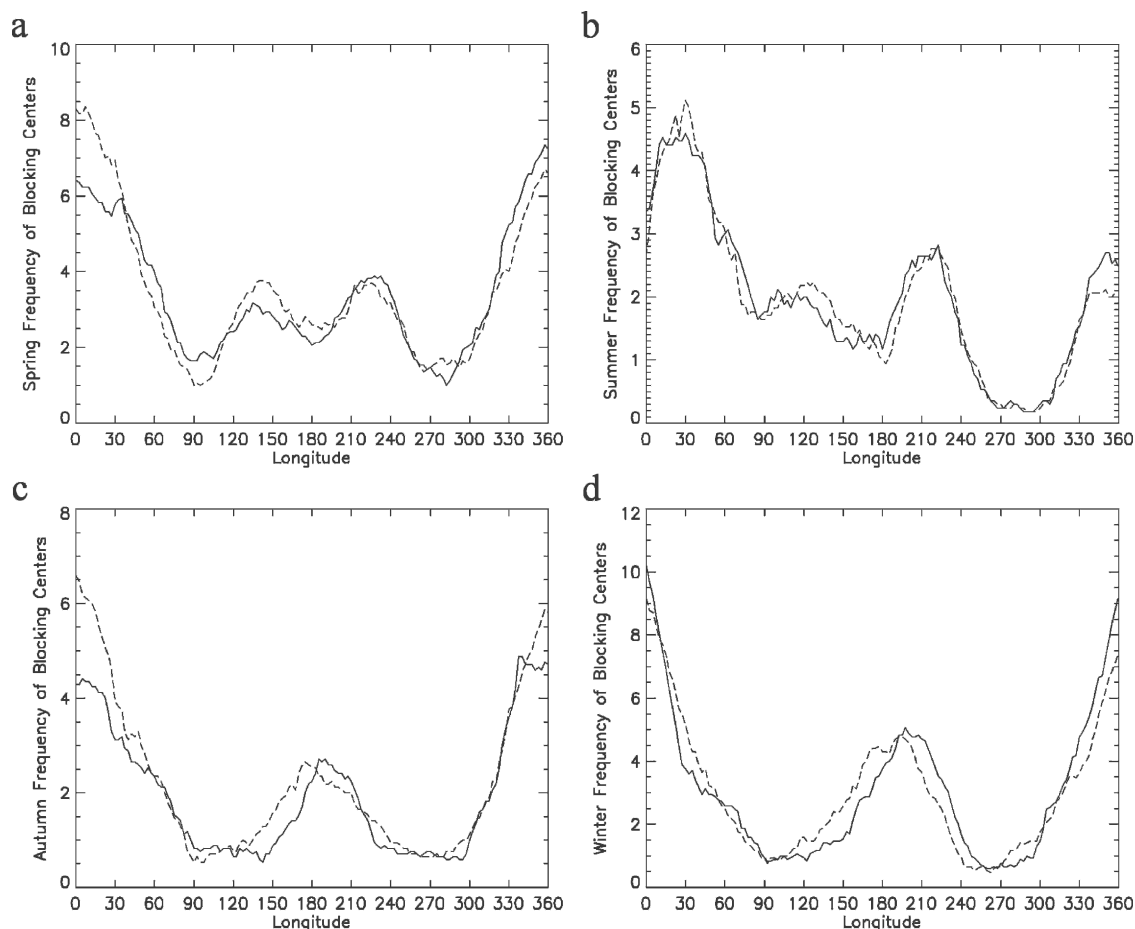 a
10
8
6
4
2
0
Spring Frequency of Blocking Centers
0 30 60 90 120 150 180 210 240 270 300 330 360
Longitude
b
6
5
4
3
2
1
0
Summer Frequency of Blocking Centers
0 30 60 90 120 150 180 210 240 270 300 330 360
Longitude
c
8
6
4
2
0
Autumn Frequency of Blocking Centers
0 30 60 90 120 150 180 210 240 270 300 330 360
Longitude
d
12
10
8
6
4
2
0
Winter Frequency of Blocking Centers
0 30 60 90 120 150 180 210 240 270 300 330 360
Longitude